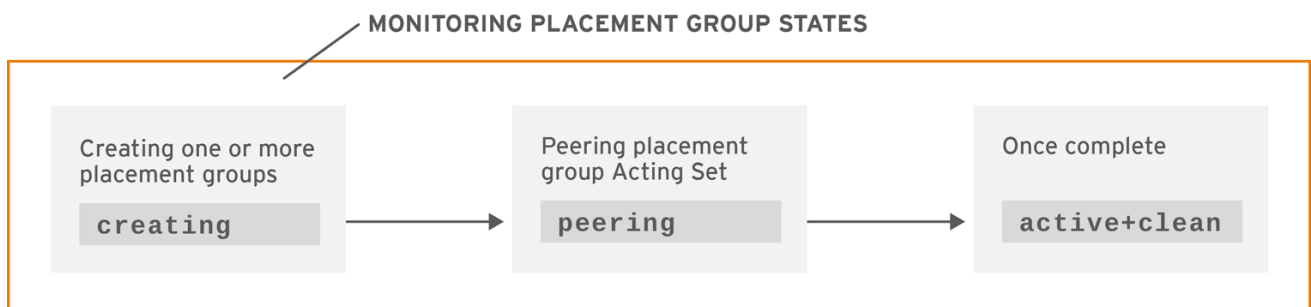 MONITORING PLACEMENT GROUP STATES
Creating one or more
placement groups
creating
Peering placement
group Acting Set
peering
Once complete
active+clean